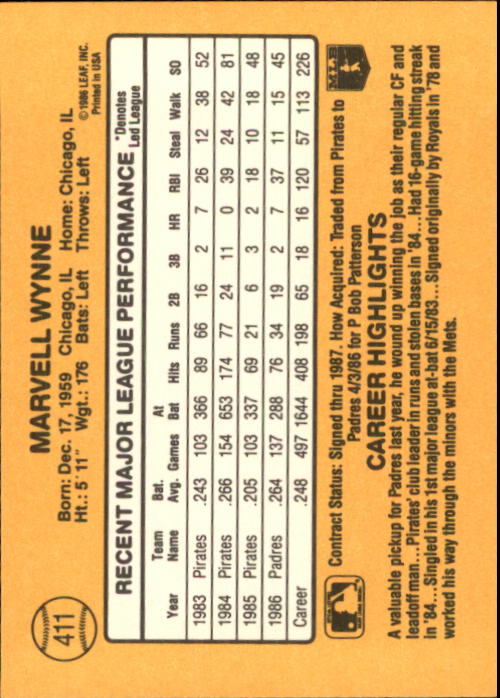 411
MARVELL WYNNE
Born: Dec. 17, 1959 Chicago, IL Home: Chicago, IL
Ht.: 5'11" Wgt.: 176 Bats: Left Throws: Left
©1986 LEAF, INC.
Printed in USA
RECENT MAJOR LEAGUE PERFORMANCE *Denotes Led League
Year Team Name Bat. Avg. Games At Bat Hits Runs 2B 3B HR RBI Steal Walk SO
1983 Pirates .243 103 366 89 66 16 2 7 26 12 38 52
1984 Pirates .266 154 653 174 77 24 11 0 39 24 42 81
1985 Pirates .205 103 337 69 21 6 3 2 18 10 18 48
1986 Padres .264 137 288 76 34 19 2 7 37 11 15 45
Career .248 497 1644 408 198 65 18 16 120 57 113 226
Contract Status: Signed thru 1987. How Acquired: Traded from Pirates to
Padres 4/3/86 for P Bob Patterson
CAREER HIGHLIGHTS
A valuable pickup for Padres last year, he wound up winning the job as their regular CF and
leadoff man...Pirates' club leader in runs and stolen bases in '84...Had 16-game hitting streak
in '84...Singled in his 1st major league at-bat 6/15/83...Signed originally by Royals in '78 and
worked his way through the minors with the Mets.